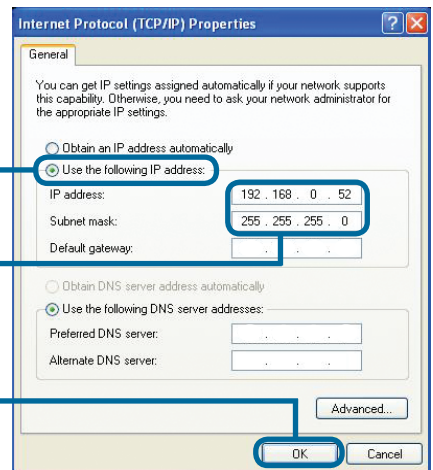 Internet Protocol (TCP/IP) Properties
General
You can get IP settings assigned automatically if your network supports
this capability. Otherwise, you need to ask your network administrator for
the appropriate IP settings.
Obtain an IP address automatically
Use the following IP address:
IP address: 192 . 168 . 0 . 52
Subnet mask: 255 . 255 . 255 . 0
Default gateway: . . .
Obtain DNS server address automatically
Use the following DNS server addresses:
Preferred DNS server: . . .
Alternate DNS server: . . .
Advanced...
OK Cancel